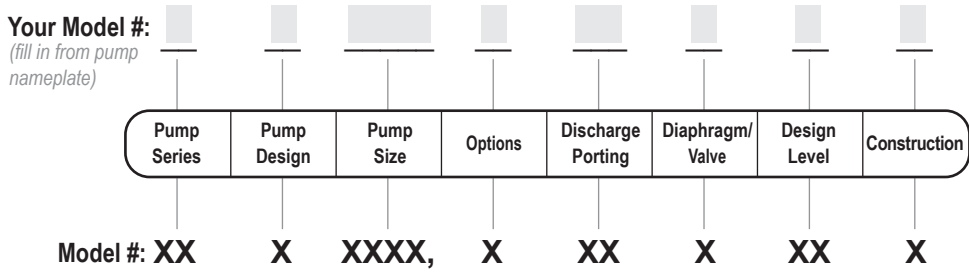 Your Model #:
(fill in from pump
nameplate)
Pump Series Pump Design Pump Size Options Discharge Porting Diaphragm/ Valve Design Level Construction
Model #: XX X XXXX, X XX X XX X